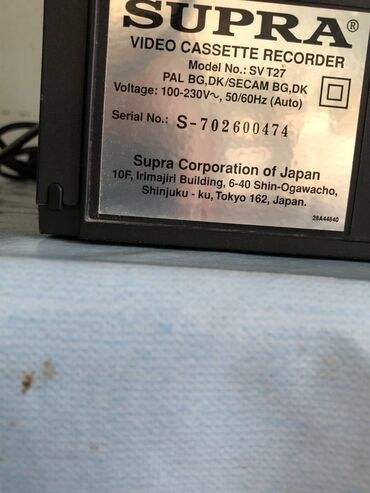 SUPRA®
VIDEO CASSETTE RECORDER
Model No.: SV T27
PAL BG,DK/SECAM BG,DK
Voltage: 100-230V~, 50/60Hz (Auto)
Serial No.: S-702600474
Supra Corporation of Japan
10F, Irimajiri Building, 6-40 Shin-Ogawacho,
Shinjuku - ku, Tokyo 162, Japan.
28A44840